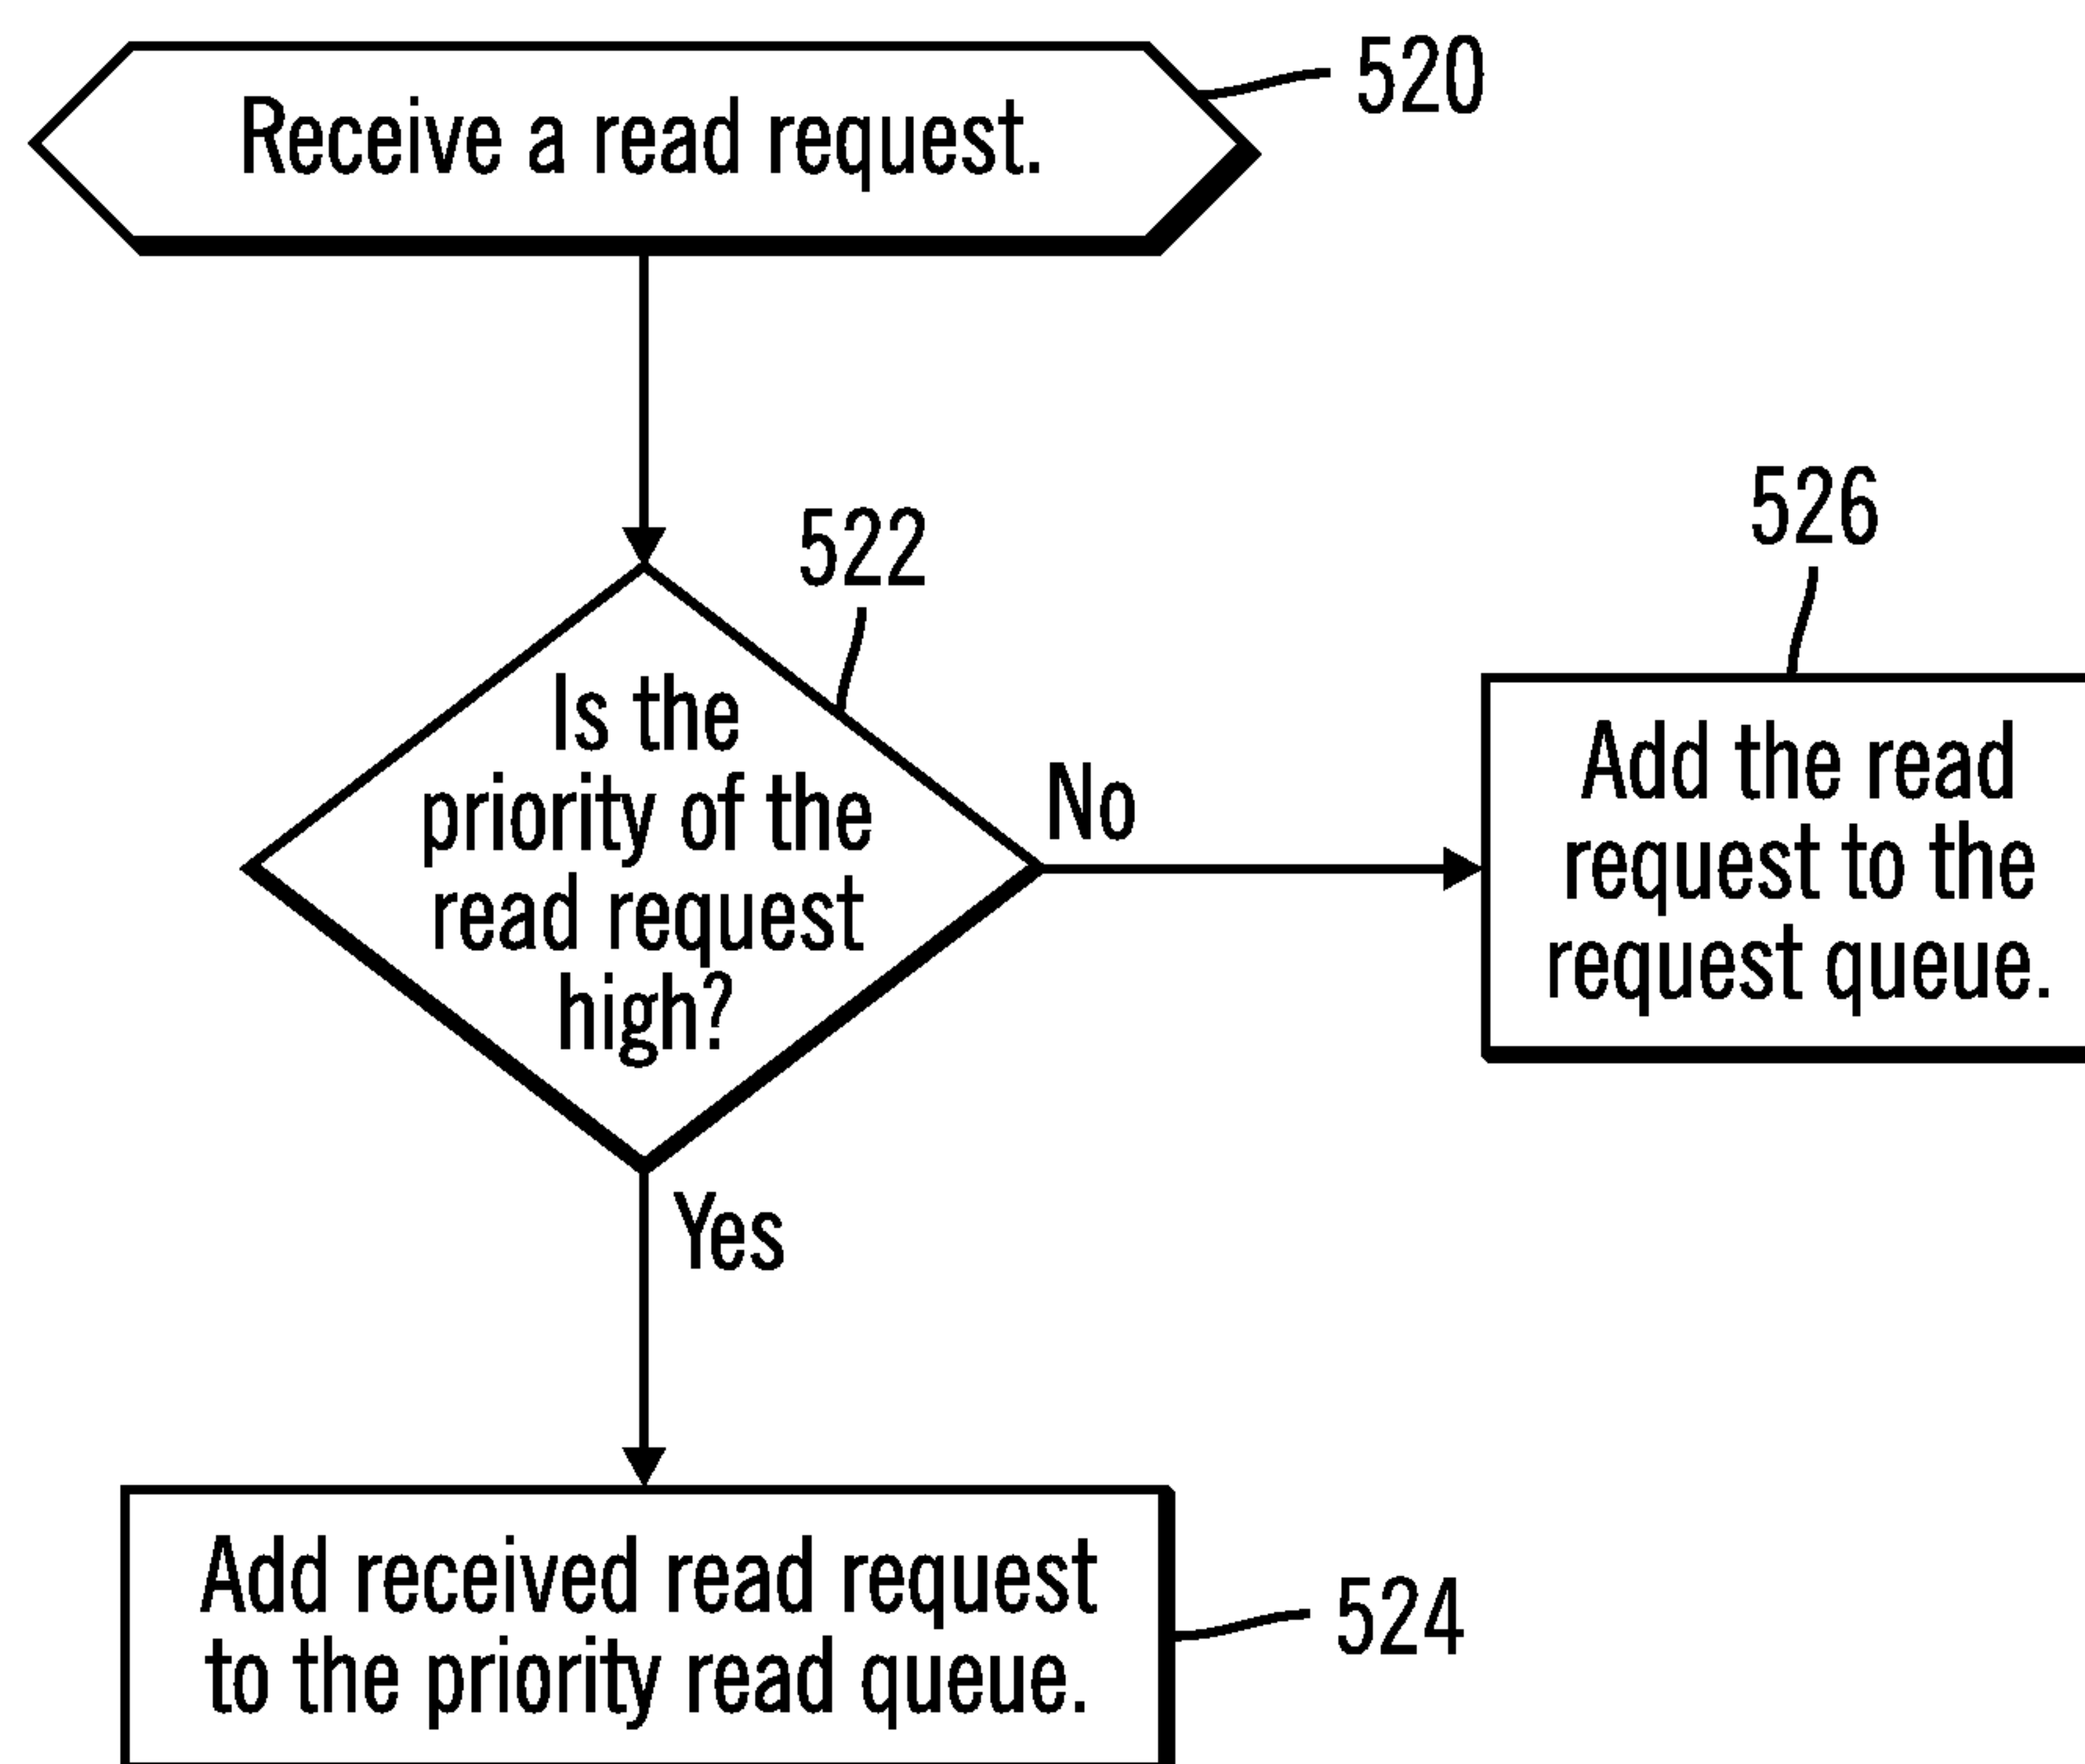 Receive a read request.
520
522
Is the
priority of the
read request
high?
No
526
Add the read
request to the
request queue.
Yes
Add received read request
to the priority read queue.
524